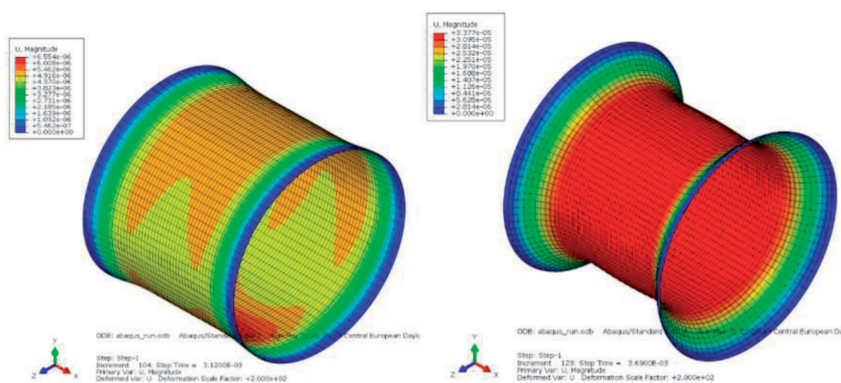 U, Magnitude
+6.554e-06
+6.008e-06
+5.462e-06
+4.916e-06
+4.370e-06
+3.823e-06
+3.277e-06
+2.731e-06
+2.185e-06
+1.639e-06
+1.092e-06
+5.462e-07
+0.000e+00
Y
Z X
ODB: abaqus_run.odb Abaqus/Standard Central European Dayl
Step: Step-1
Increment 104: Step Time = 3.1200E-03
Primary Var: U, Magnitude
Deformed Var: U Deformation Scale Factor: +2.000e+02
U, Magnitude
+3.377e-05
+3.095e-05
+2.814e-05
+2.532e-05
+2.251e-05
+1.970e-05
+1.688e-05
+1.407e-05
+1.126e-05
+8.441e-06
+5.628e-06
+2.814e-06
+0.000e+00
Y
Z X
ODB: abaqus_run.odb Abaqus/Standard Central European Da
Step: Step-1
Increment 123: Step Time = 3.6900E-03
Primary Var: U, Magnitude
Deformed Var: U Deformation Scale Factor: +2.000e+02